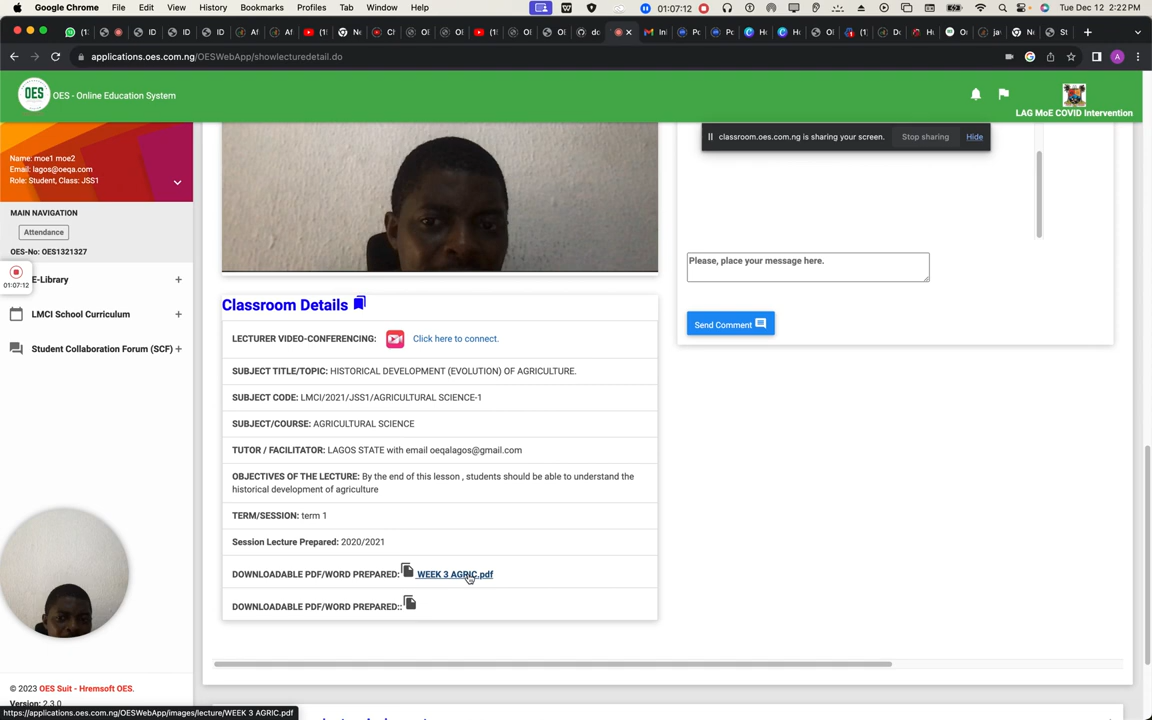 Google Chrome File Edit View History Bookmarks Profiles Tab Window Help 01:07:12 Tue Dec 12 2:22 PM
applications.oes.com.ng/OESWebApp/showlecturedetail.do
OES
OES - Online Education System
LAG MoE COVID Intervention
classroom.oes.com.ng is sharing your screen. Stop sharing Hide
Name: moe1 moe2
Email: lagos@oeqa.com
Role: Student, Class: JSS1
MAIN NAVIGATION
Attendance
OES-No: OES1321327
01:07:12
E-Library
LMCI School Curriculum
Student Collaboration Forum (SCF)
Please, place your message here.
Send Comment
Classroom Details
LECTURER VIDEO-CONFERENCING: Click here to connect.
SUBJECT TITLE/TOPIC: HISTORICAL DEVELOPMENT (EVOLUTION) OF AGRICULTURE.
SUBJECT CODE: LMCI/2021/JSS1/AGRICULTURAL SCIENCE-1
SUBJECT/COURSE: AGRICULTURAL SCIENCE
TUTOR / FACILITATOR: LAGOS STATE with email oeqalagos@gmail.com
OBJECTIVES OF THE LECTURE: By the end of this lesson , students should be able to understand the
historical development of agriculture
TERM/SESSION: term 1
Session Lecture Prepared: 2020/2021
DOWNLOADABLE PDF/WORD PREPARED: WEEK 3 AGRIC.pdf
DOWNLOADABLE PDF/WORD PREPARED::
© 2023 OES Suit - Hremsoft OES.
Version: 2.3.0
https://applications.oes.com.ng/OESWebApp/images/lecture/WEEK 3 AGRIC.pdf